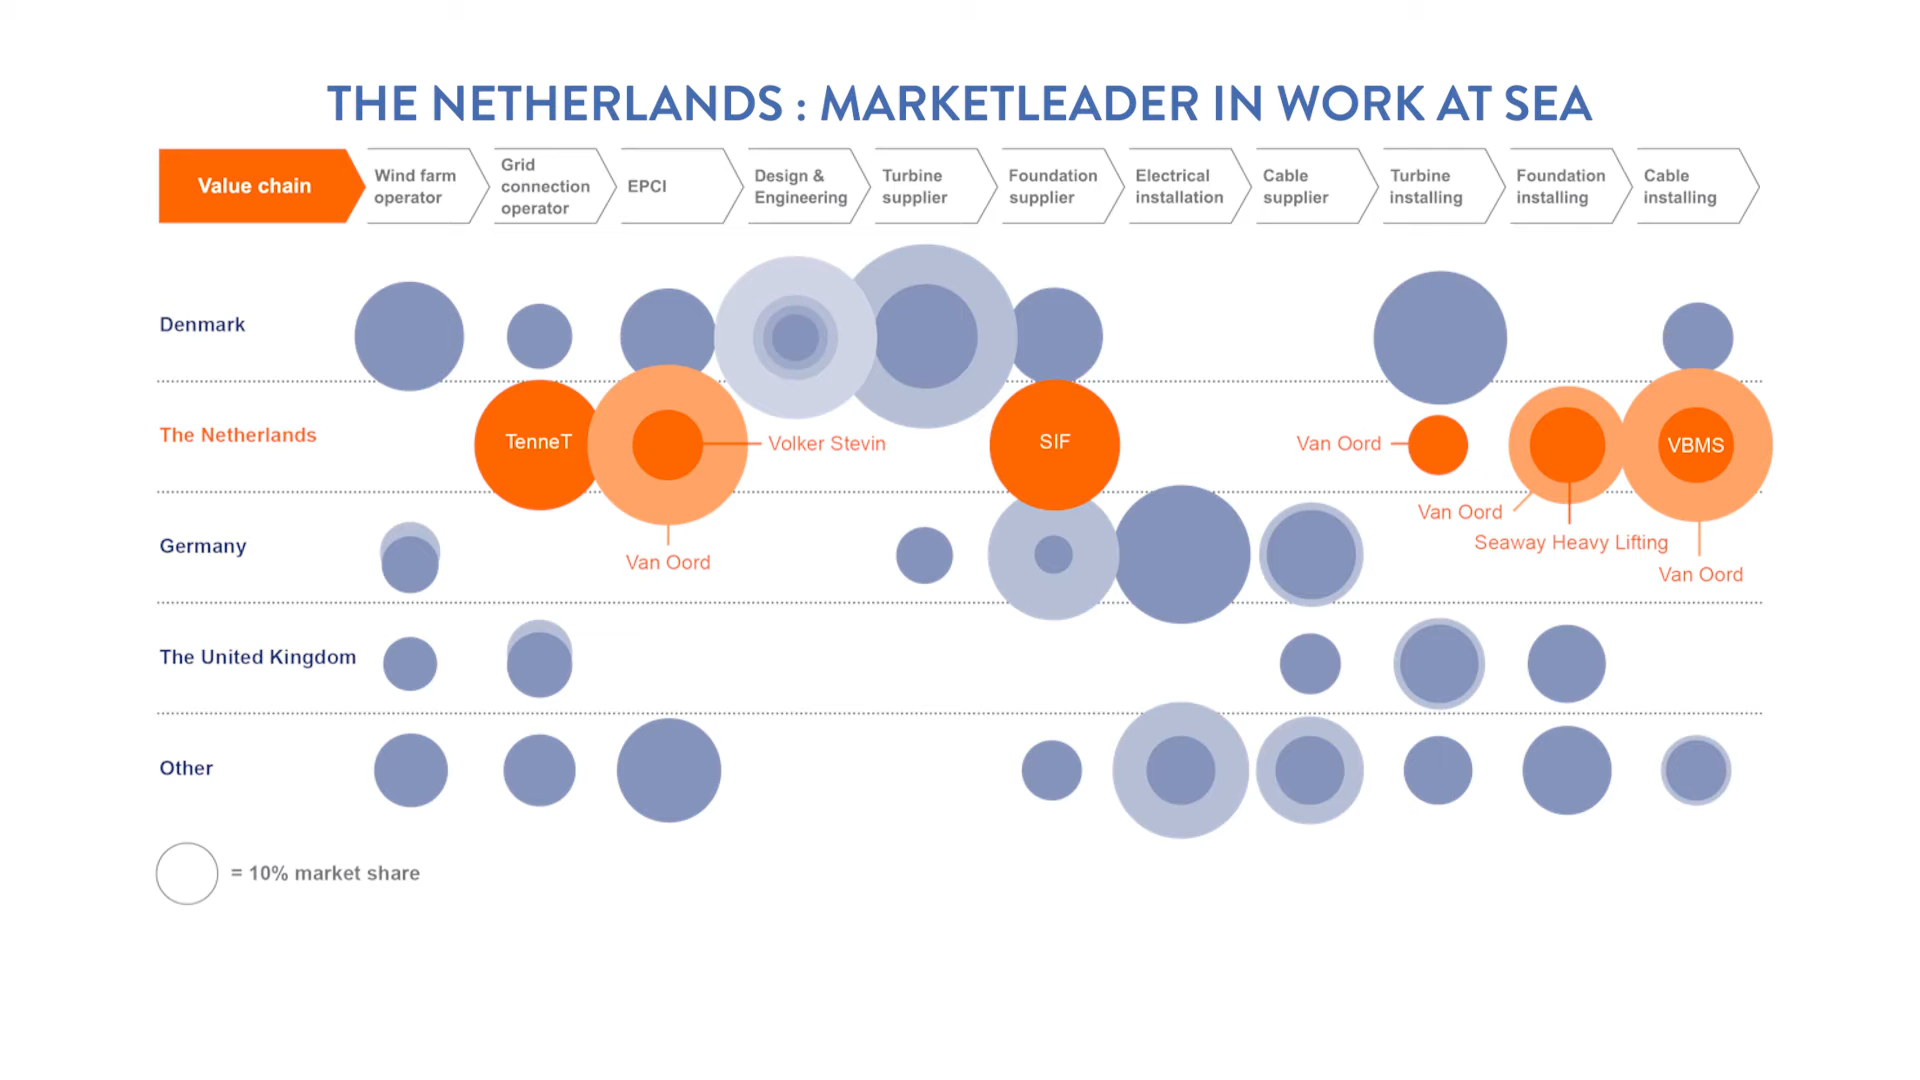 THE NETHERLANDS : MARKETLEADER IN WORK AT SEA
Value chain
Wind farm
operator
Grid
connection
operator
EPCI
Design &
Engineering
Turbine
supplier
Foundation
supplier
Electrical
installation
Cable
supplier
Turbine
installing
Foundation
installing
Cable
installing
Denmark
The Netherlands
TenneT
Volker Stevin
Van Oord
SIF
Van Oord
Van Oord
Seaway Heavy Lifting
VBMS
Van Oord
Germany
The United Kingdom
Other
= 10% market share